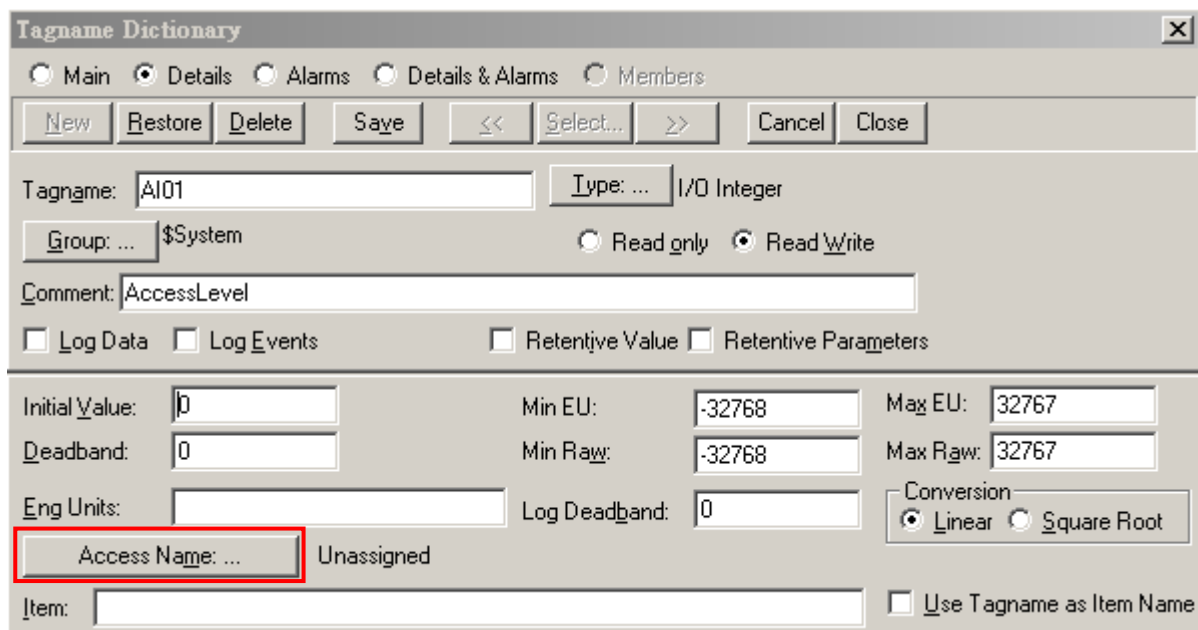 Tagname Dictionary
Main Details Alarms Details & Alarms Members
New Restore Delete Save << Select... >> Cancel Close
Tagname: AI01 Type: ... I/O Integer
Group: ... $System Read only Read Write
Comment: AccessLevel
Log Data Log Events Retentive Value Retentive Parameters
Initial Value: 0 Min EU: -32768 Max EU: 32767
Deadband: 0 Min Raw: -32768 Max Raw: 32767
Eng Units: Log Deadband: 0 Conversion
Linear Square Root
Access Name: ... Unassigned
Item: Use Tagname as Item Name